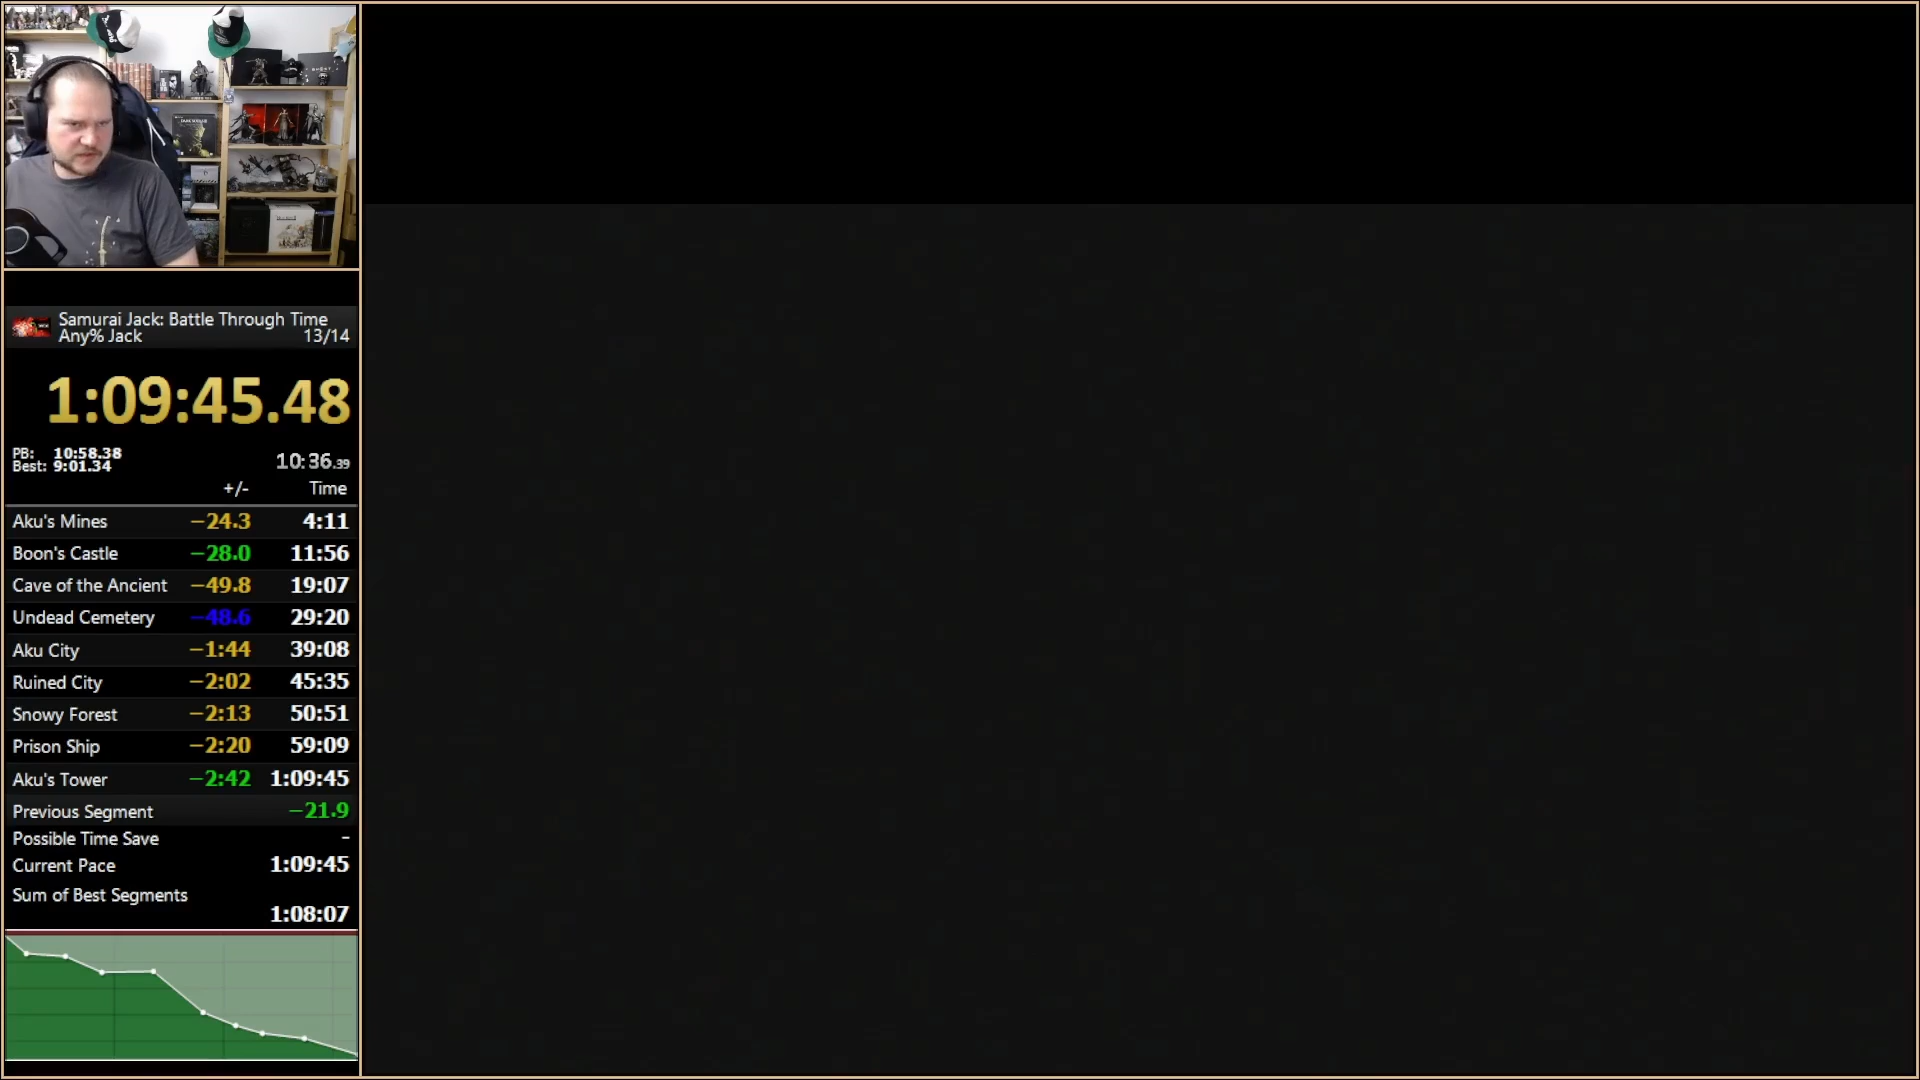 Samurai Jack: Battle Through Time
Any% Jack 13/14
1:09:45.48
PB: 10:58.38
Best: 9:01.34
10:36.39
+/- Time
Aku's Mines −24.3 4:11
Boon's Castle −28.0 11:56
Cave of the Ancient −49.8 19:07
Undead Cemetery −48.6 29:20
Aku City −1:44 39:08
Ruined City −2:02 45:35
Snowy Forest −2:13 50:51
Prison Ship −2:20 59:09
Aku's Tower −2:42 1:09:45
Previous Segment −21.9
Possible Time Save -
Current Pace 1:09:45
Sum of Best Segments
1:08:07